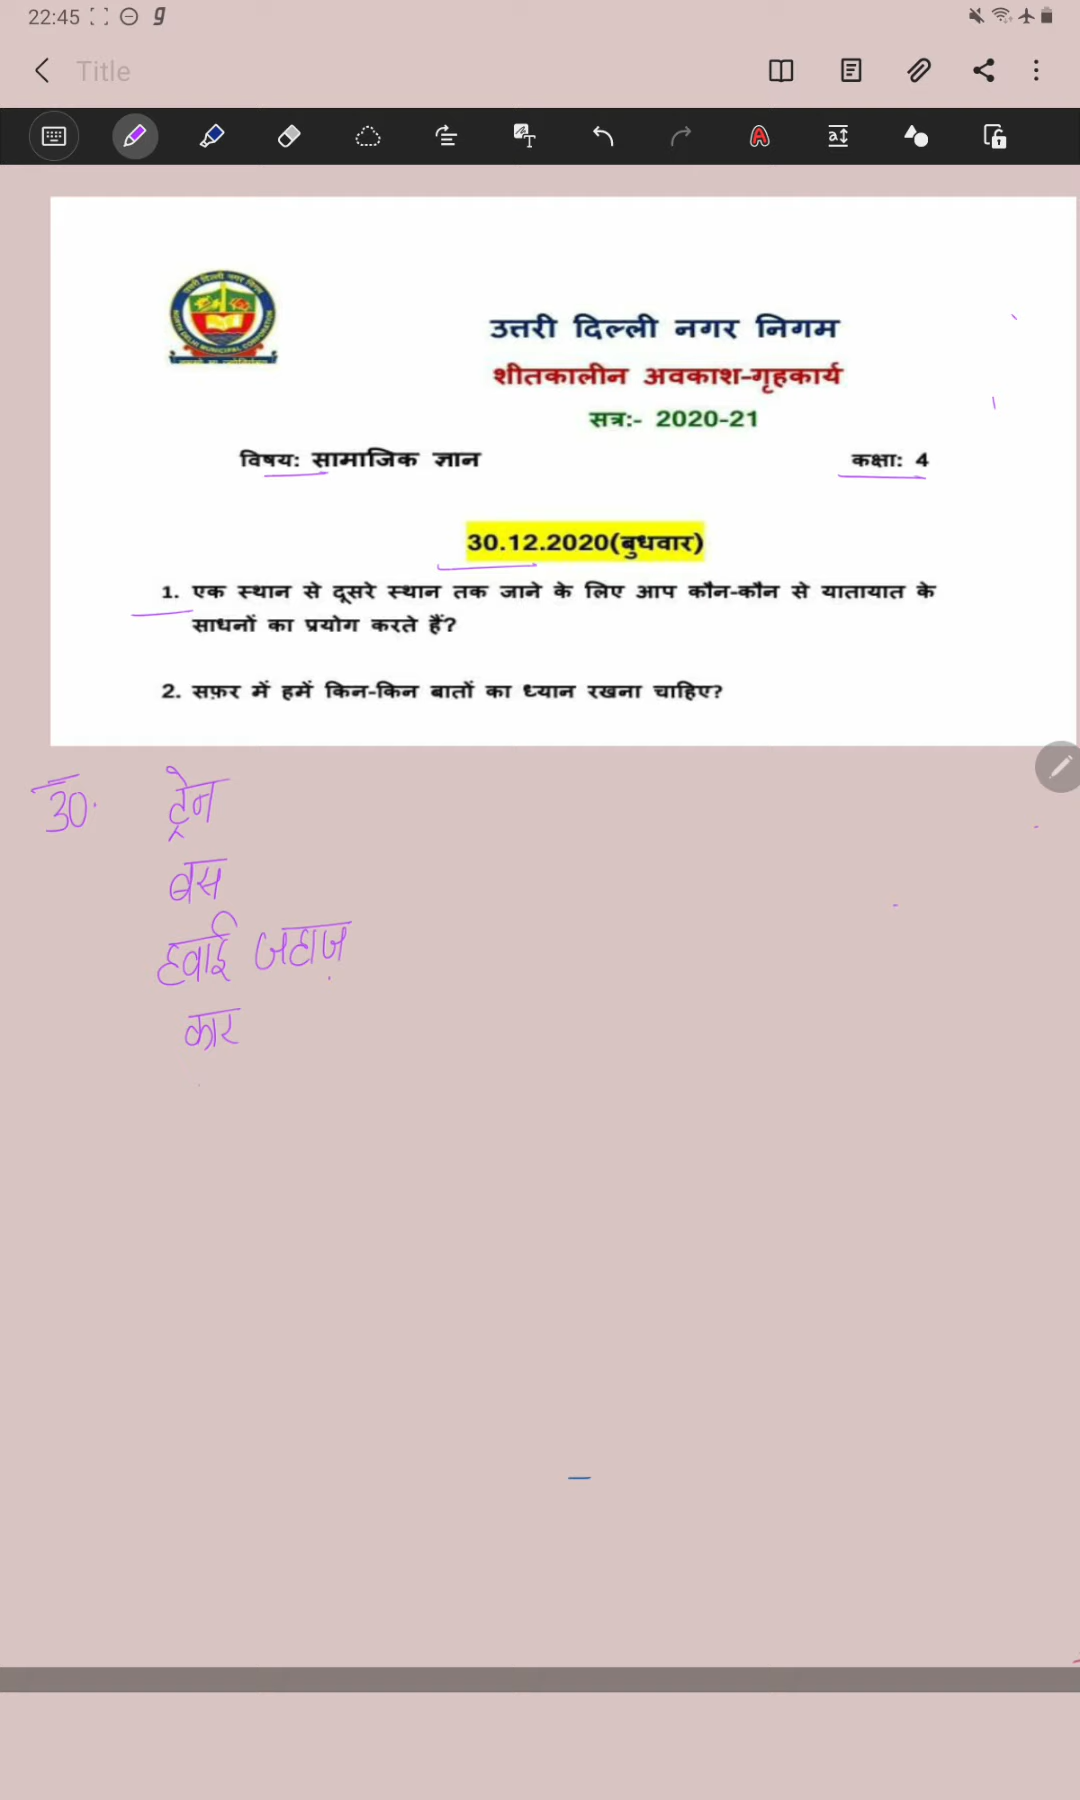 22:45
Title
उत्तरी दिल्ली नगर निगम
शीतकालीन अवकाश-गृहकार्य
सत्र:- 2020-21
विषय: सामाजिक ज्ञान कक्षा: 4
30.12.2020(बुधवार)
1. एक स्थान से दूसरे स्थान तक जाने के लिए आप कौन-कौन से यातायात के
साधनों का प्रयोग करते हैं?
2. सफ़र में हमें किन-किन बातों का ध्यान रखना चाहिए?
उ०. ट्रेन
बस
हवाई जहाज़
कार